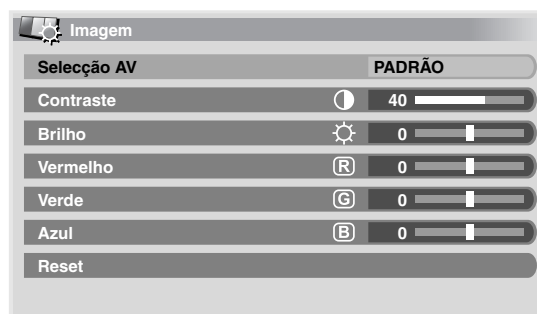 Imagem
Selecção AV PADRÃO
Contraste 40
Brilho 0
Vermelho R 0
Verde G 0
Azul B 0
Reset